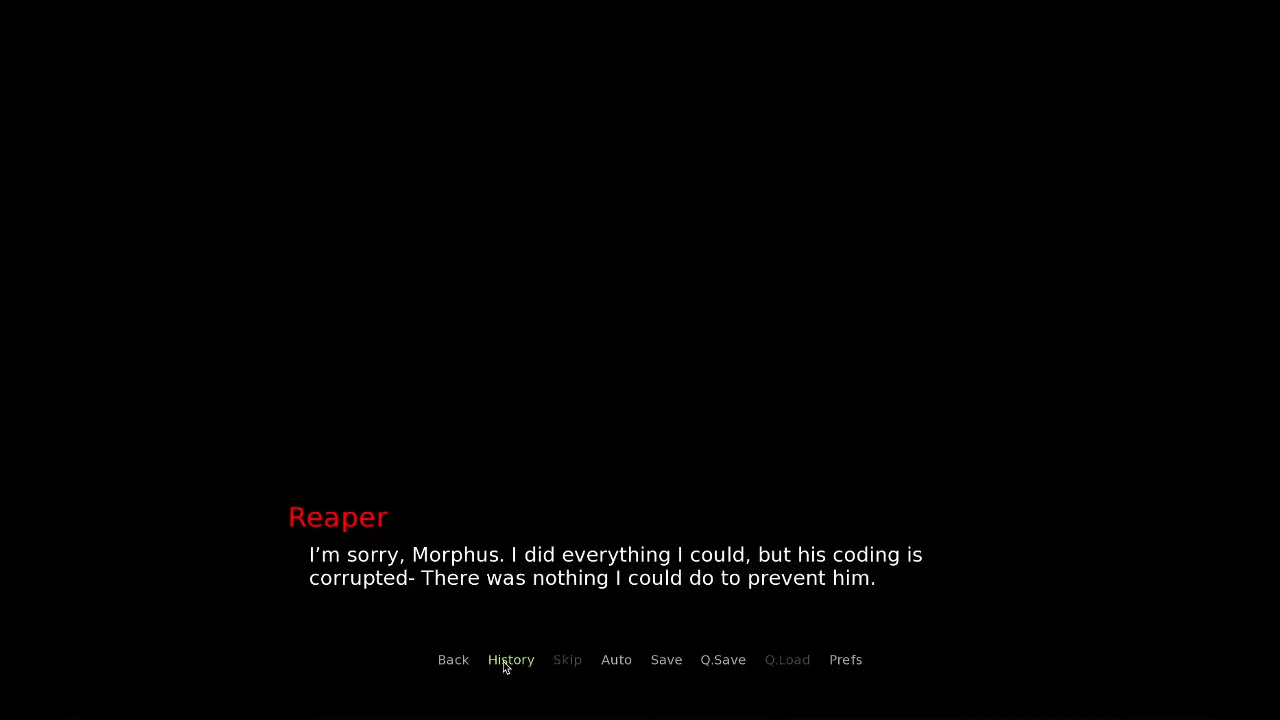 Reaper
I’m sorry, Morphus. I did everything I could, but his coding is
corrupted- There was nothing I could do to prevent him.
Back History Skip Auto Save Q.Save Q.Load Prefs